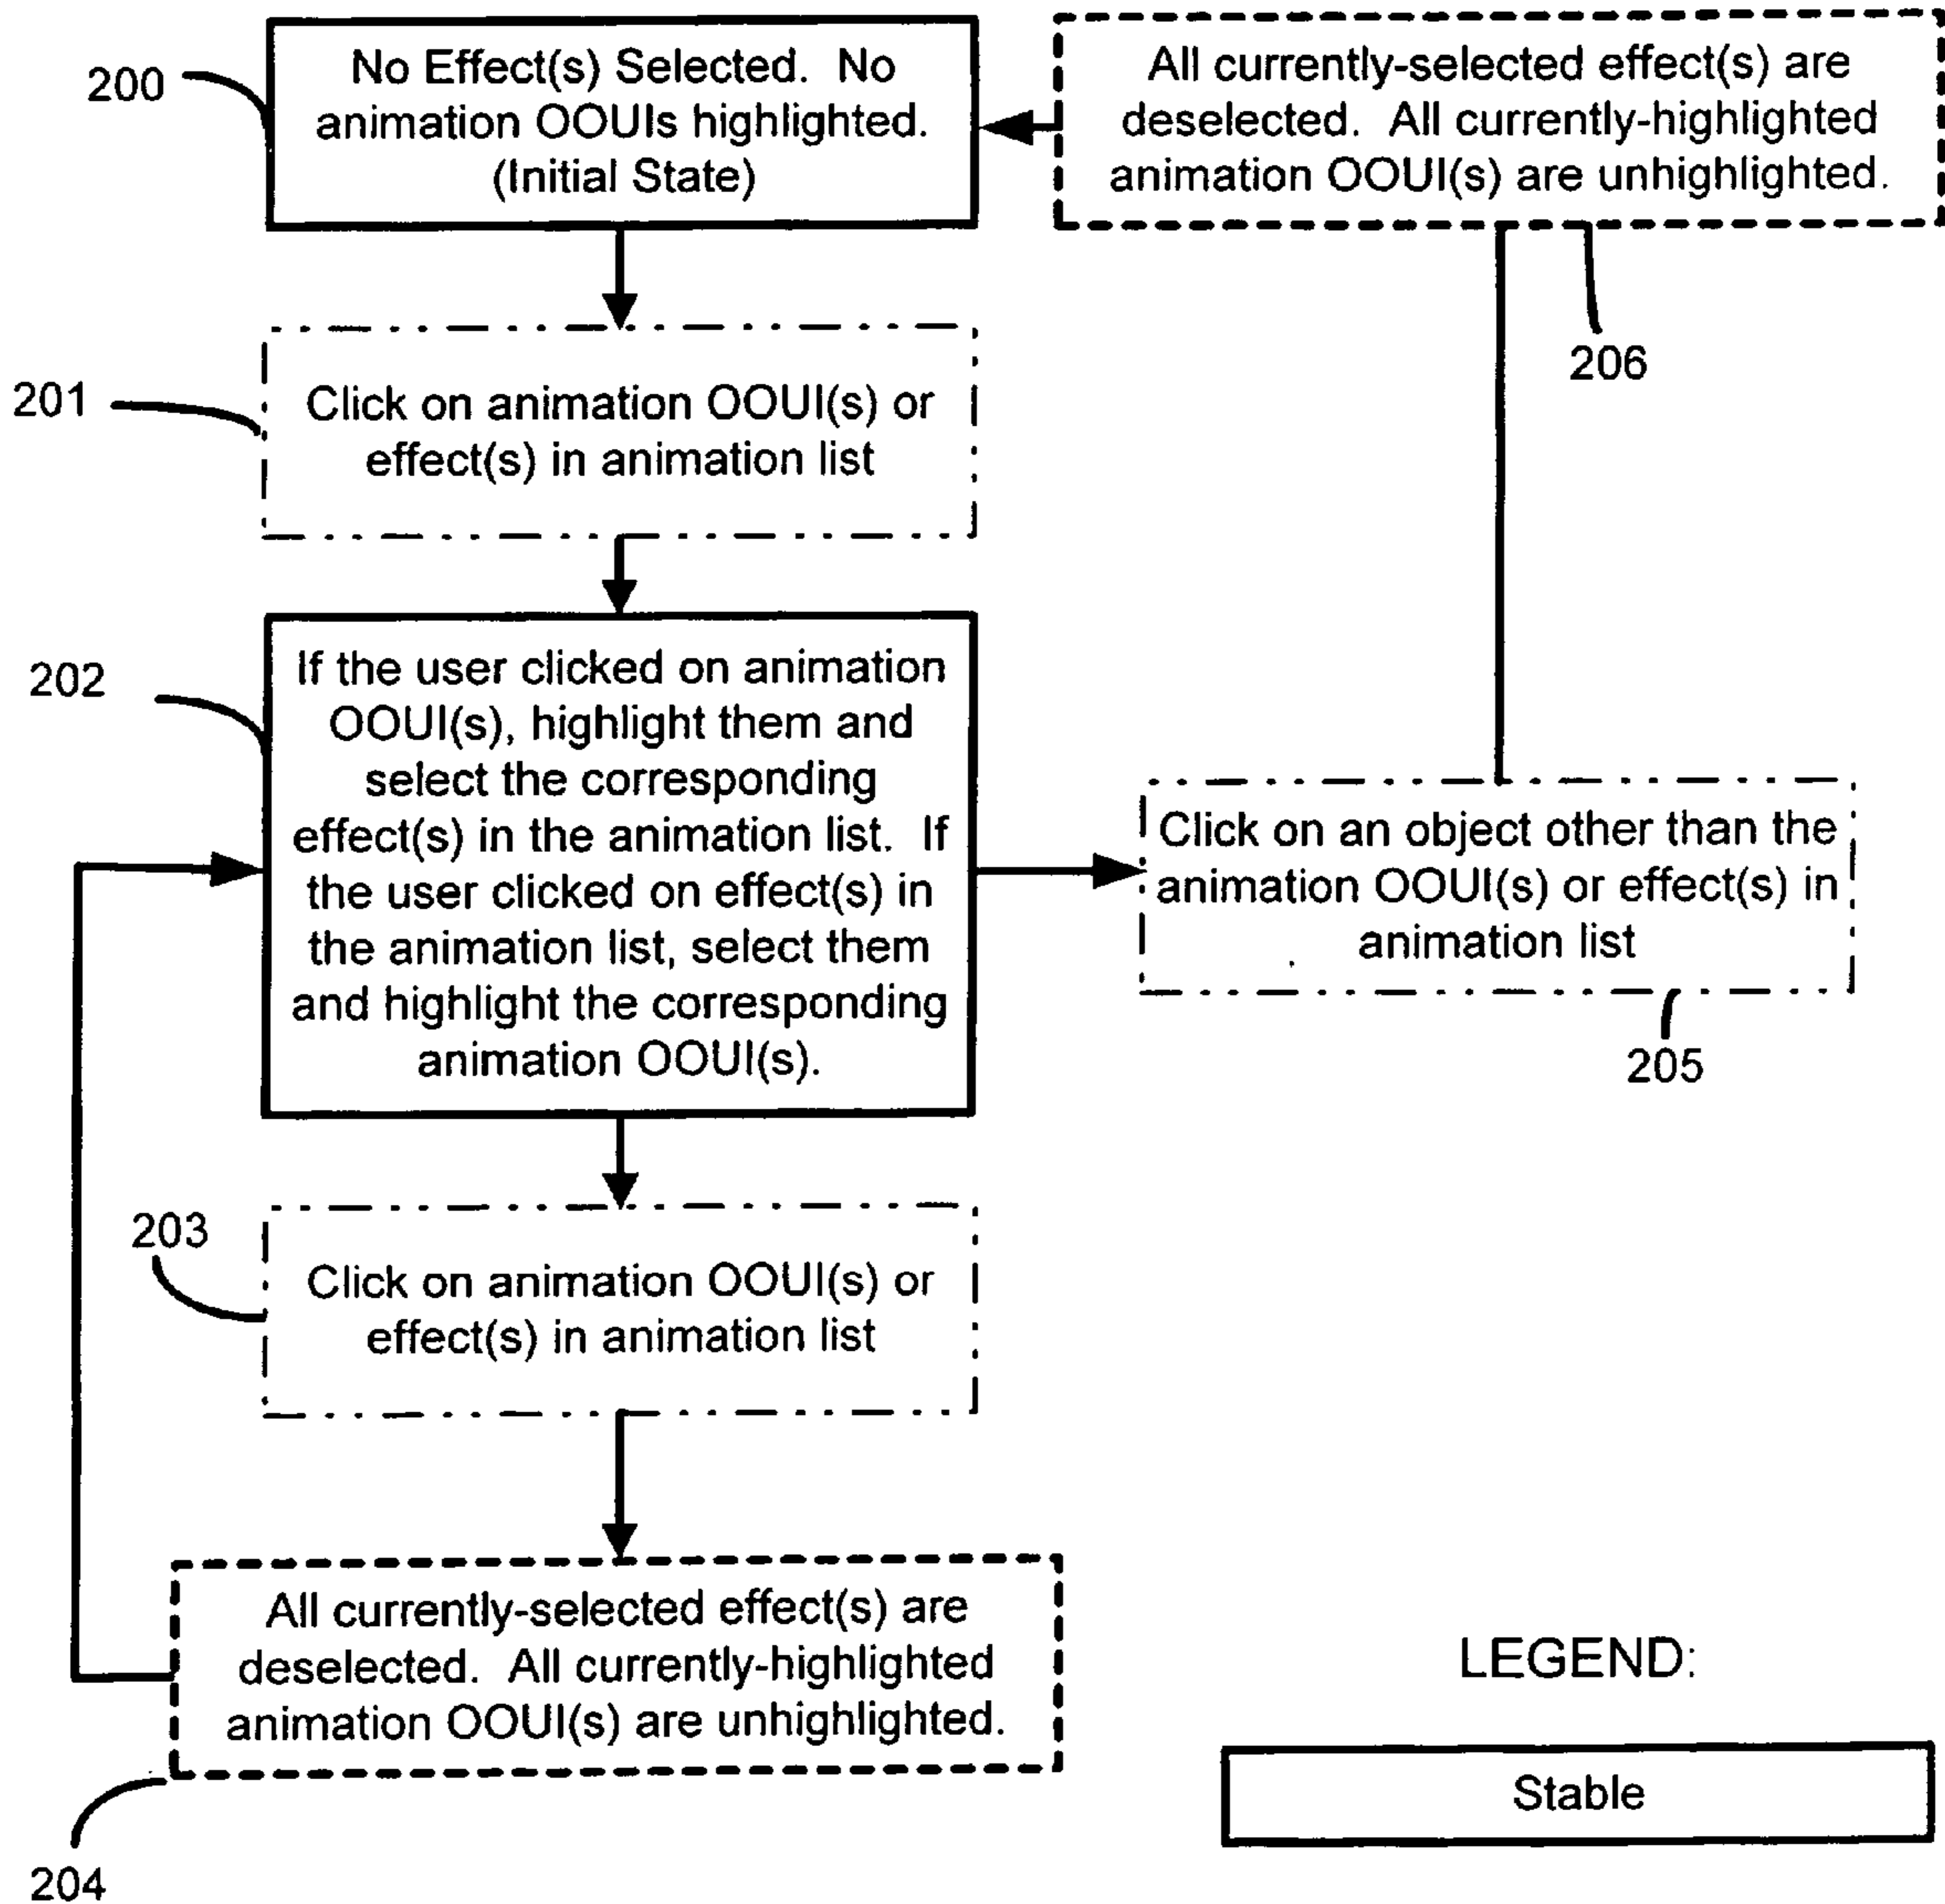 200
No Effect(s) Selected. No
animation OOUIs highlighted.
(Initial State)
All currently-selected effect(s) are
deselected. All currently-highlighted
animation OOUI(s) are unhighlighted.
206
201
Click on animation OOUI(s) or
effect(s) in animation list
202
If the user clicked on animation
OOUI(s), highlight them and
select the corresponding
effect(s) in the animation list. If
the user clicked on effect(s) in
the animation list, select them
and highlight the corresponding
animation OOUI(s).
Click on an object other than the
animation OOUI(s) or effect(s) in
animation list
205
203
Click on animation OOUI(s) or
effect(s) in animation list
All currently-selected effect(s) are
deselected. All currently-highlighted
animation OOUI(s) are unhighlighted.
204
LEGEND:
Stable